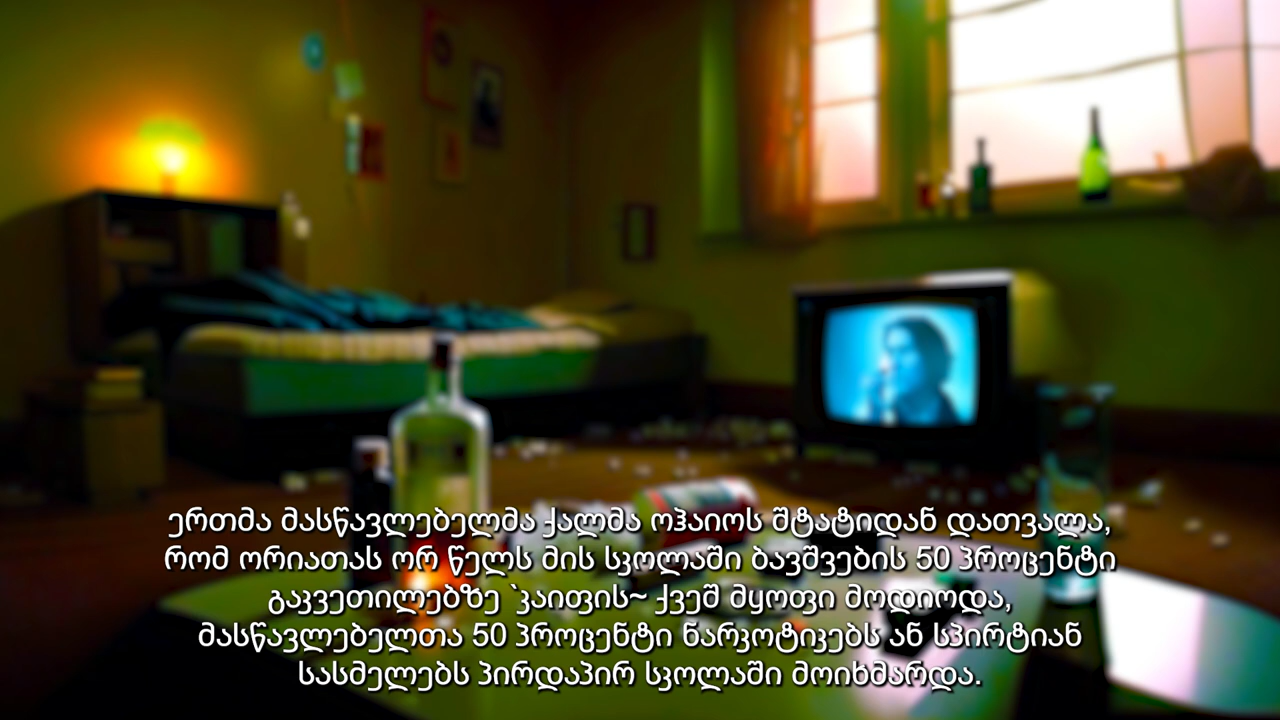 ერთმა მასწავლებელმა ქალმა ოჰაიოს შტატიდან დათვალა,
რომ ორიათას ორ წელს მის სკოლაში ბავშვების 50 პროცენტი
გაკვეთილებზე `კაიფის~ ქვეშ მყოფი მოდიოდა,
მასწავლებელთა 50 პროცენტი ნარკოტიკებს ან სპირტიან
სასმელებს პირდაპირ სკოლაში მოიხმარდა.